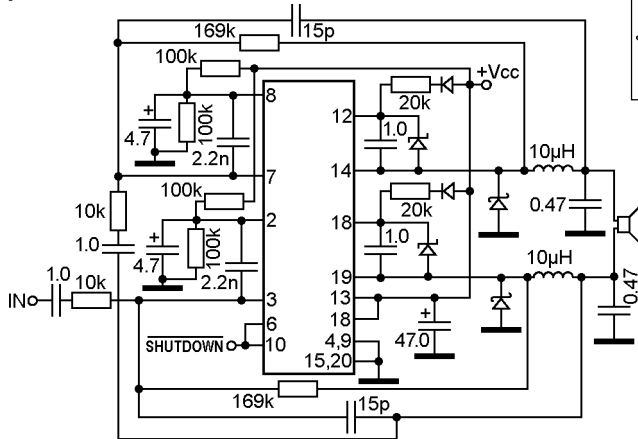 169k
15p
100k
+Vcc
8
12
20k
100k
4.7
1.0
2.2n
14
10µH
7
100k
20k
0.47
10k
2
18
1.0
100k
1.0
4.7
10µH
2.2n
19
1.0
10k
0.47
IN
3
13
6
18
SHUTDOWN
10
4,9
47.0
15,20
169k
15p